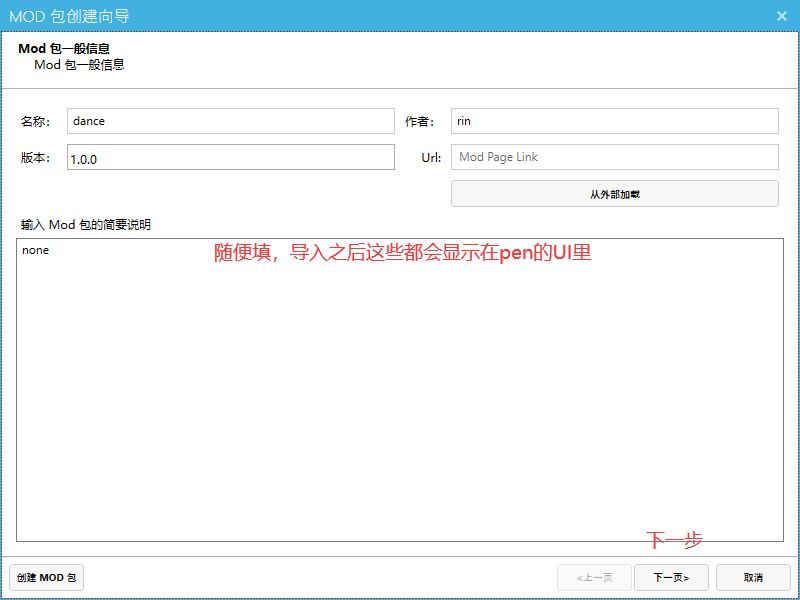 MOD 包创建向导
Mod 包一般信息
Mod 包一般信息
名称: dance 作者: rin
版本: 1.0.0 Url: Mod Page Link
从外部加载
输入 Mod 包的简要说明
none
随便填，导入之后这些都会显示在pen的UI里
下一步
创建 MOD 包 <上一页 下一页> 取消